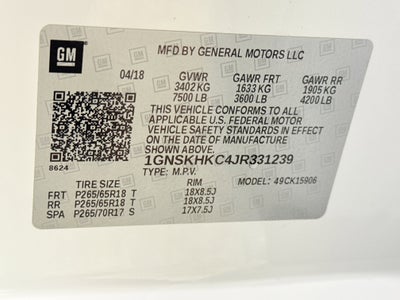 GM
MFD BY GENERAL MOTORS LLC
04/18 GVWR GAWR FRT GAWR RR
3402 KG 1633 KG 1905 KG
7500 LB 3600 LB 4200 LB
THIS VEHICLE CONFORMS TO ALL
APPLICABLE U.S. FEDERAL MOTOR
VEHICLE SAFETY STANDARDS IN EFFECT
ON THE DATE OF MANUFACTURE
SHOWN ABOVE.
1GNSKHKC4JR331239
8624 TYPE: M.P.V. MODEL: 49CK15906
TIRE SIZE RIM
FRT P265/65R18 T 18X8.5J
RR P265/65R18 T 18X8.5J
SPA P265/70R17 S 17X7.5J